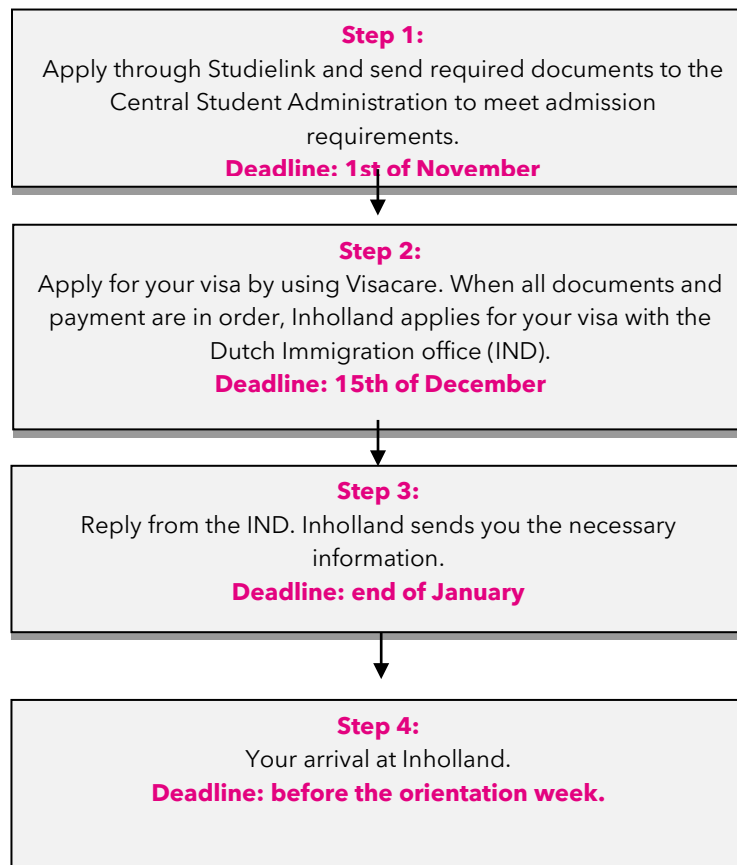 Step 1:
Apply through Studielink and send required documents to the
Central Student Administration to meet admission
requirements.
Deadline: 1st of November
Step 2:
Apply for your visa by using Visacare. When all documents and
payment are in order, Inholland applies for your visa with the
Dutch Immigration office (IND).
Deadline: 15th of December
Step 3:
Reply from the IND. Inholland sends you the necessary
information.
Deadline: end of January
Step 4:
Your arrival at Inholland.
Deadline: before the orientation week.